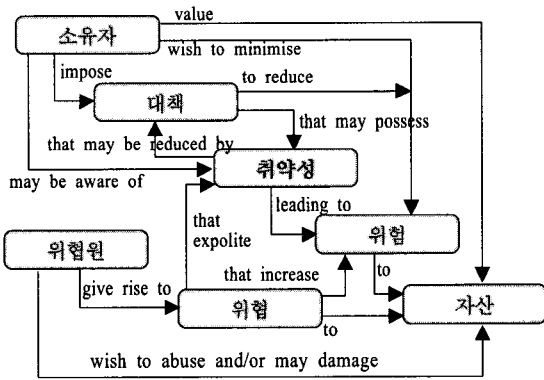 value
소유자
wish to minimise
impose
to reduce
대책
that may possess
that may be reduced by
취약성
may be aware of
leading to
that
expolite
위험
위협원
that increase
to
give rise to
위협
자산
to
wish to abuse and/or may damage